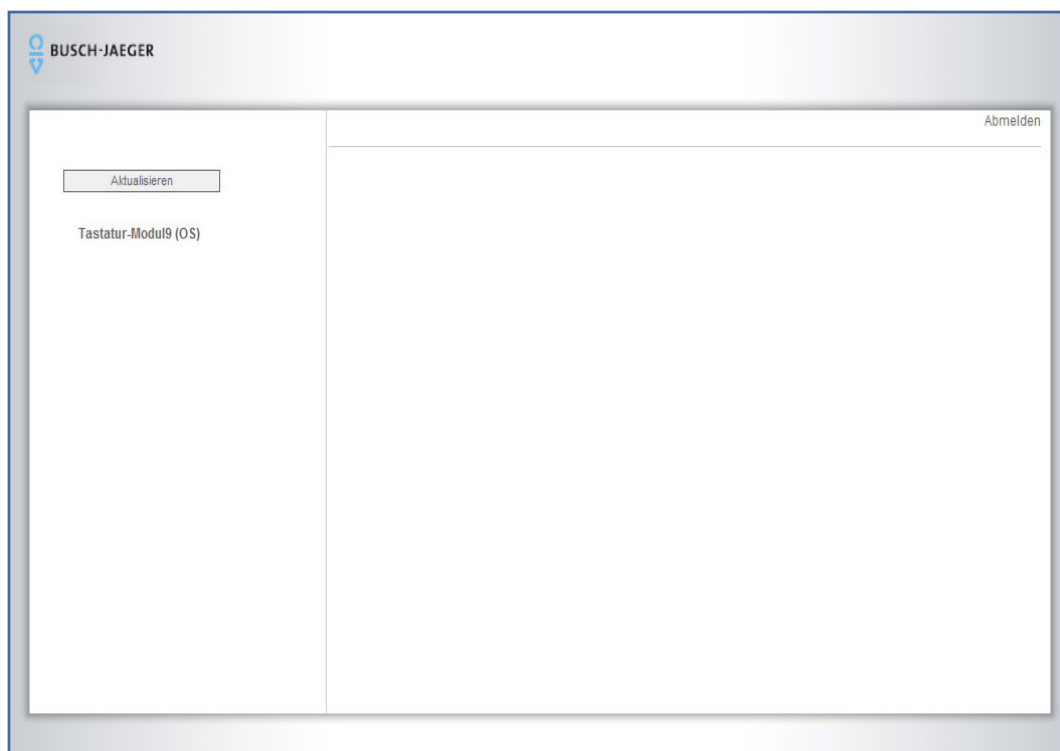 BUSCH-JAEGER
Abmelden
Aktualisieren
Tastatur-Modul9 (OS)